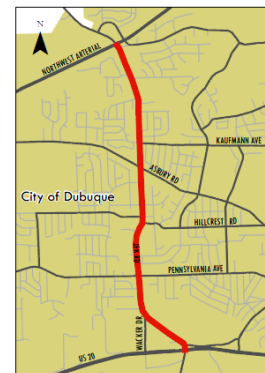 N
NORTHWEST ARTERIAL
KAUFMANN AVE
ASBURY RD
City of Dubuque
HILLCREST RD
PENNSYLVANIA AVE
WACKER DR
US 20